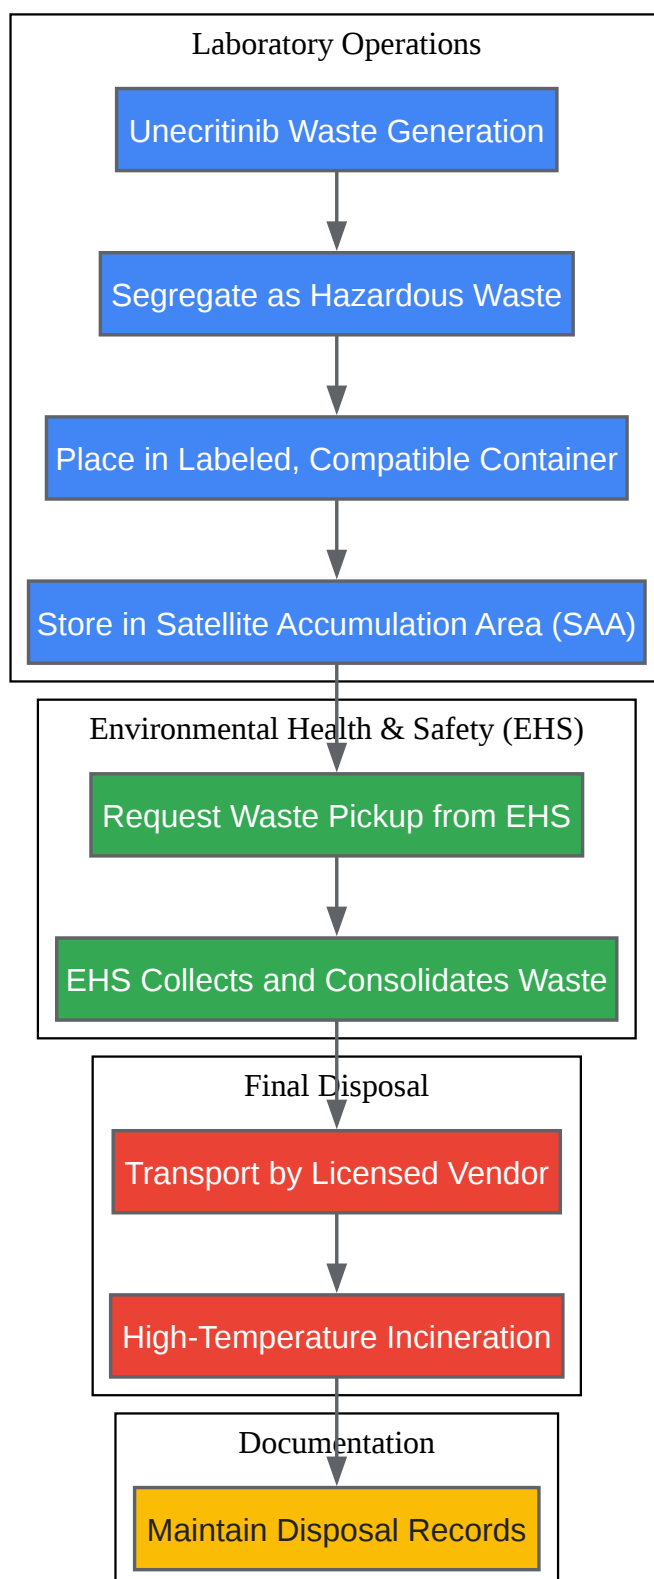 Laboratory Operations
Unecritinib Waste Generation
Segregate as Hazardous Waste
Place in Labeled, Compatible Container
Store in Satellite Accumulation Area (SAA)
Environmental Health & Safety (EHS)
Request Waste Pickup from EHS
EHS Collects and Consolidates Waste
Final Disposal
Transport by Licensed Vendor
High-Temperature Incineration
Documentation
Maintain Disposal Records